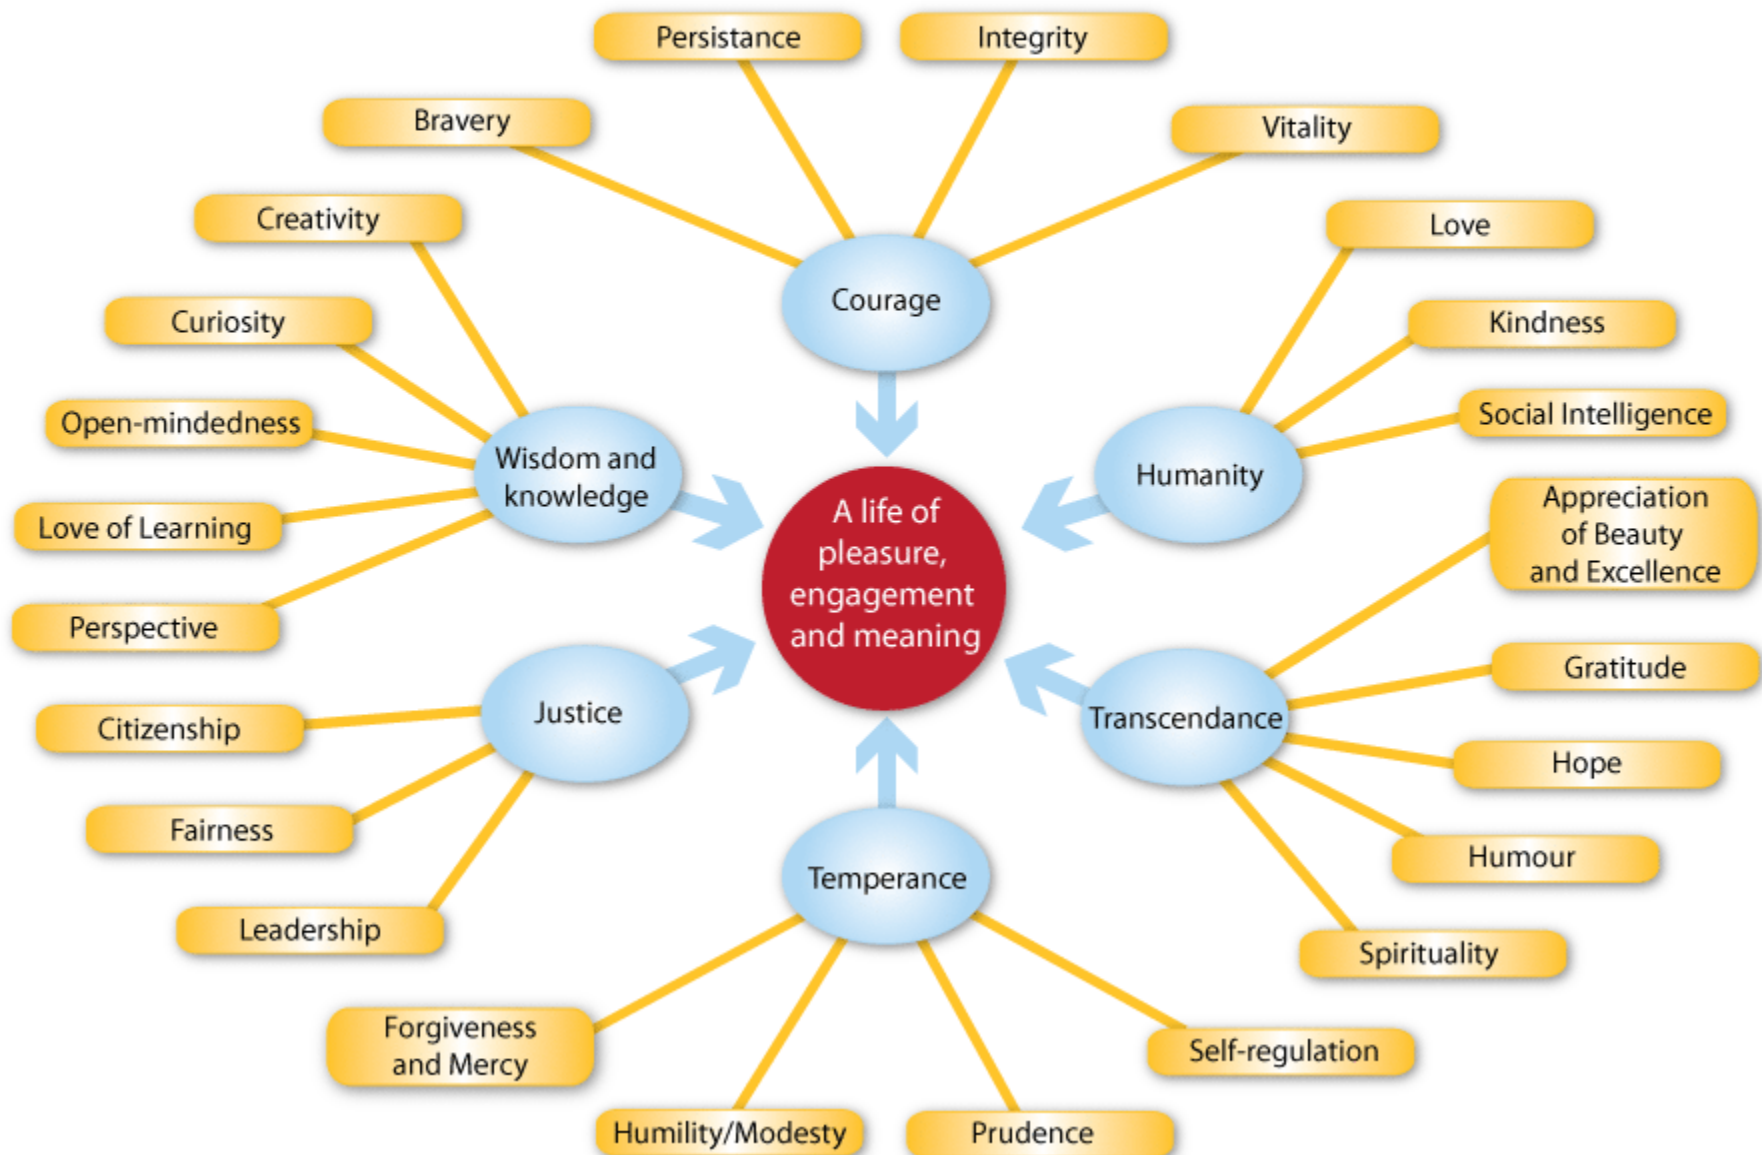 Persistance
Integrity
Bravery
Vitality
Creativity
Love
Courage
Curiosity
Kindness
Open-mindedness
Social Intelligence
Wisdom and
knowledge
Humanity
Appreciation
of Beauty
and Excellence
Love of Learning
A life of
pleasure,
engagement
and meaning
Perspective
Gratitude
Justice
Transcendance
Citizenship
Hope
Fairness
Humour
Temperance
Leadership
Spirituality
Forgiveness
and Mercy
Self-regulation
Humility/Modesty
Prudence